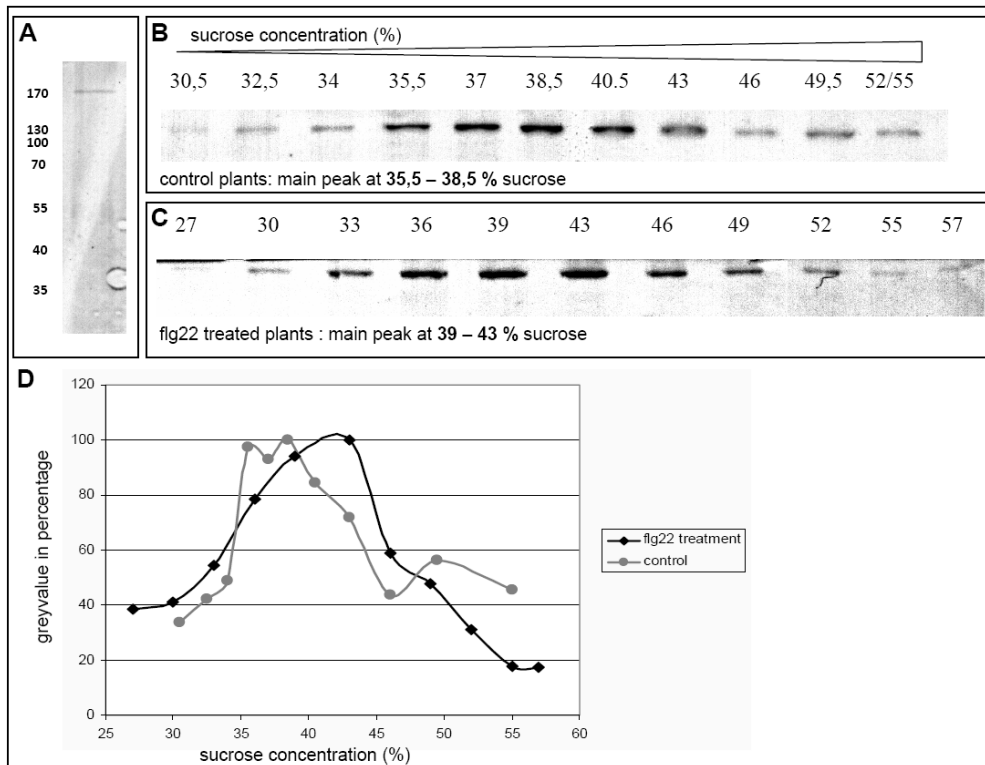 A
170
130
100
70
55
40
35
B
sucrose concentration (%)
30,5 32,5 34 35,5 37 38,5 40.5 43 46 49,5 52/55
control plants: main peak at 35,5 – 38,5 % sucrose
C
27 30 33 36 39 43 46 49 52 55 57
flg22 treated plants : main peak at 39 – 43 % sucrose
D
greyvalue in percentage
120
100
80
60
40
20
0
25 30 35 40 45 50 55 60
sucrose concentration (%)
flg22 treatment
control